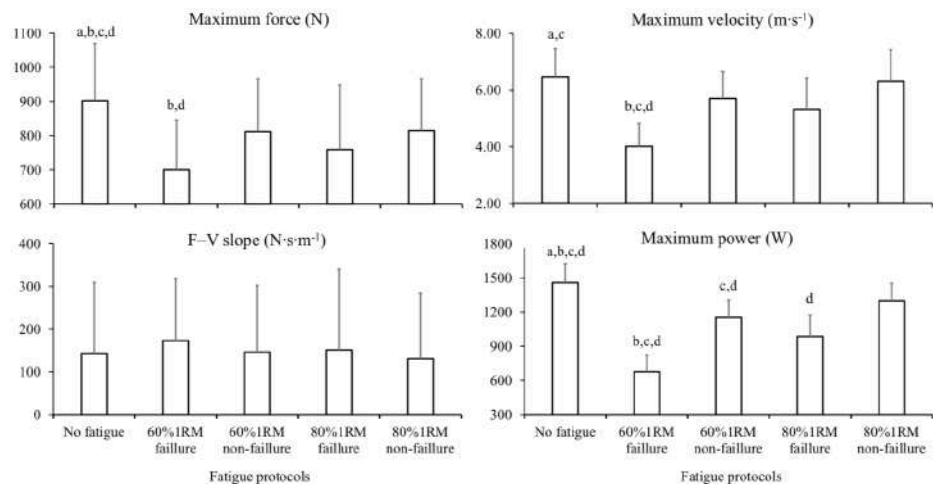 Maximum force (N)
1100
1000
900
800
700
600
a,b,c,d
b,d
Maximum velocity (m·s⁻¹)
8.00
6.00
4.00
2.00
a,c
b,c,d
F–V slope (N·s·m⁻¹)
400
300
200
100
0
No fatigue
60%1RM faillure
60%1RM non-faillure
80%1RM faillure
80%1RM non-faillure
Fatigue protocols
Maximum power (W)
1800
1500
1200
900
600
300
a,b,c,d
b,c,d
c,d
d
No fatigue
60%1RM faillure
60%1RM non-faillure
80%1RM faillure
80%1RM non-faillure
Fatigue protocols